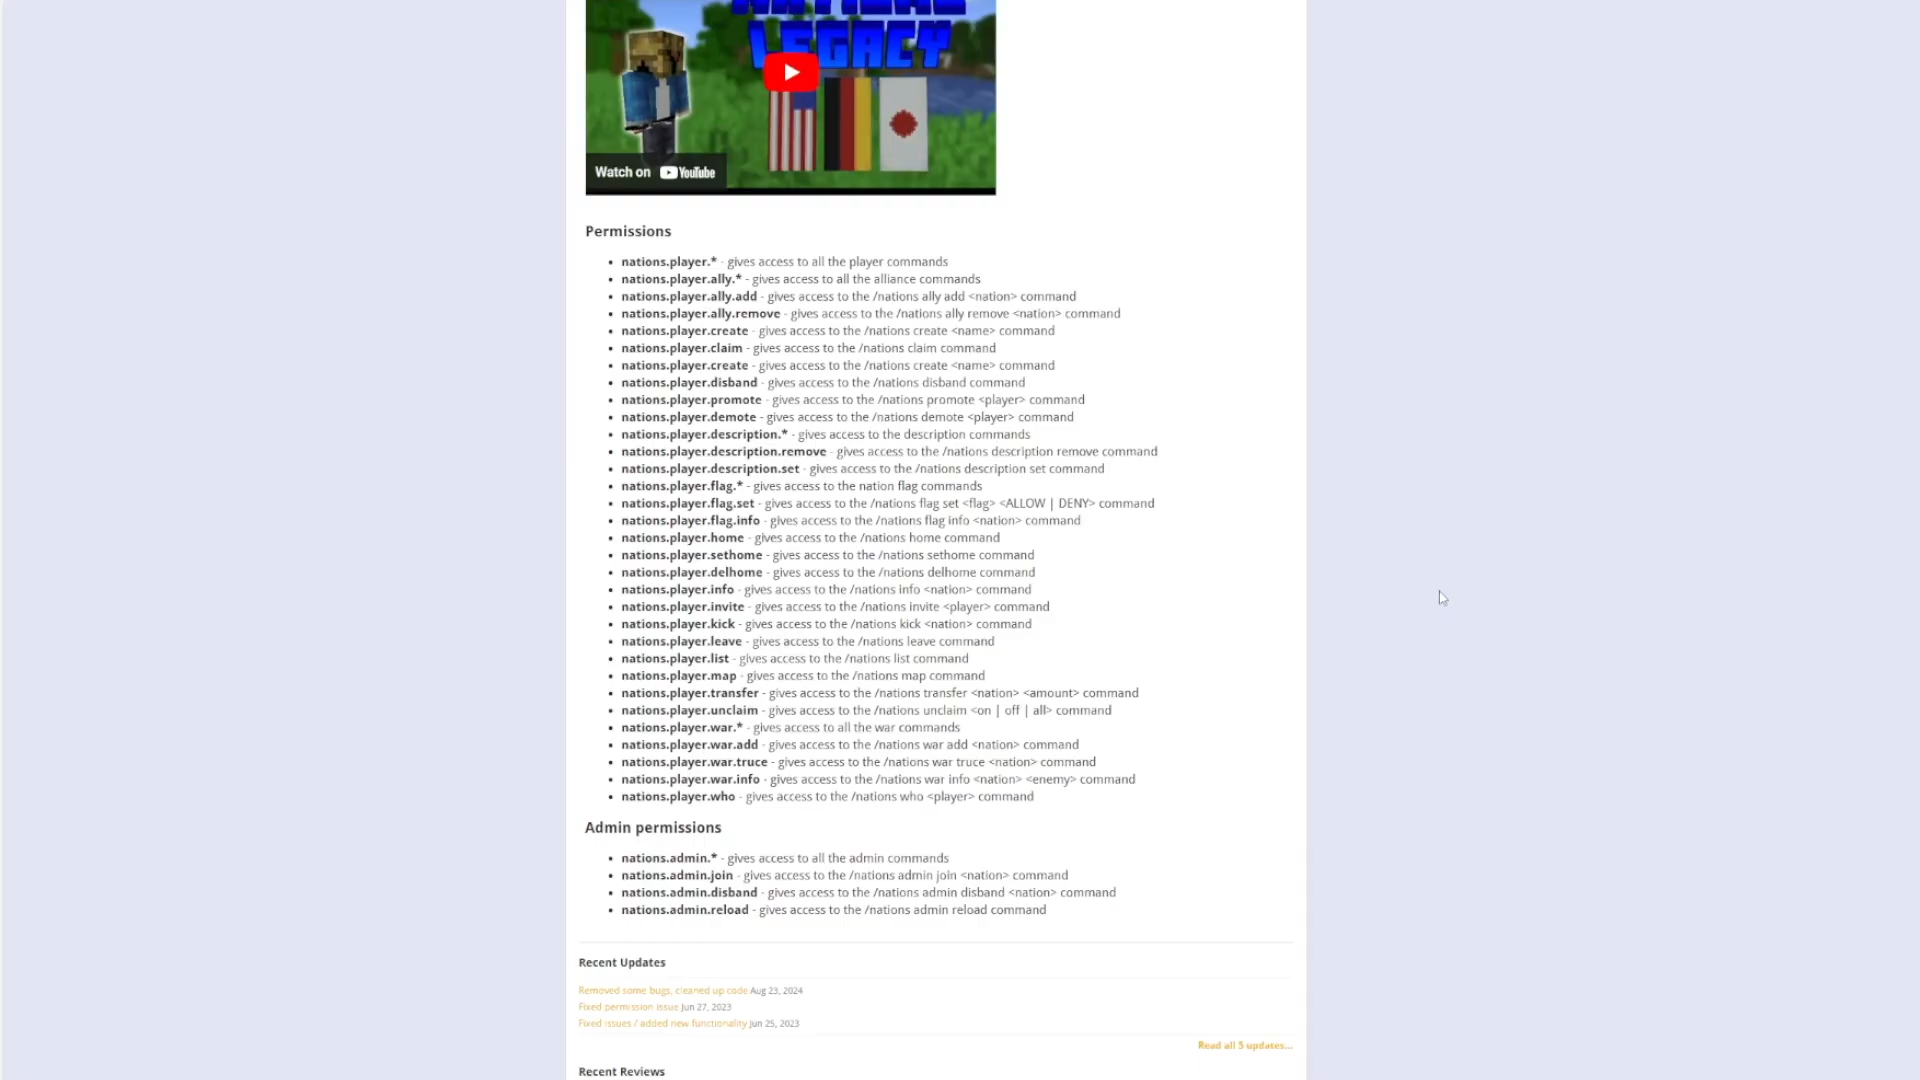 LEGACY
Watch on YouTube
Permissions
• nations.player.* - gives access to all the player commands
• nations.player.ally.* - gives access to all the alliance commands
• nations.player.ally.add - gives access to the /nations ally add <nation> command
• nations.player.ally.remove - gives access to the /nations ally remove <nation> command
• nations.player.create - gives access to the /nations create <name> command
• nations.player.claim - gives access to the /nations claim command
• nations.player.create - gives access to the /nations create <name> command
• nations.player.disband - gives access to the /nations disband command
• nations.player.promote - gives access to the /nations promote <player> command
• nations.player.demote - gives access to the /nations demote <player> command
• nations.player.description.* - gives access to the description commands
• nations.player.description.remove - gives access to the /nations description remove command
• nations.player.description.set - gives access to the /nations description set command
• nations.player.flag.* - gives access to the nation flag commands
• nations.player.flag.set - gives access to the /nations flag set <flag> <ALLOW | DENY> command
• nations.player.flag.info - gives access to the /nations flag info <nation> command
• nations.player.home - gives access to the /nations home command
• nations.player.sethome - gives access to the /nations sethome command
• nations.player.delhome - gives access to the /nations delhome command
• nations.player.info - gives access to the /nations info <nation> command
• nations.player.invite - gives access to the /nations invite <player> command
• nations.player.kick - gives access to the /nations kick <nation> command
• nations.player.leave - gives access to the /nations leave command
• nations.player.list - gives access to the /nations list command
• nations.player.map - gives access to the /nations map command
• nations.player.transfer - gives access to the /nations transfer <nation> <amount> command
• nations.player.unclaim - gives access to the /nations unclaim <on | off | all> command
• nations.player.war.* - gives access to all the war commands
• nations.player.war.add - gives access to the /nations war add <nation> command
• nations.player.war.truce - gives access to the /nations war truce <nation> command
• nations.player.war.info - gives access to the /nations war info <nation> <enemy> command
• nations.player.who - gives access to the /nations who <player> command
Admin permissions
• nations.admin.* - gives access to all the admin commands
• nations.admin.join - gives access to the /nations admin join <nation> command
• nations.admin.disband - gives access to the /nations admin disband <nation> command
• nations.admin.reload - gives access to the /nations admin reload command
Recent Updates
Removed some bugs, cleaned up code Aug 23, 2024
Fixed permission issue Jun 27, 2023
Fixed issues / added new functionality Jun 25, 2023
Read all 5 updates...
Recent Reviews